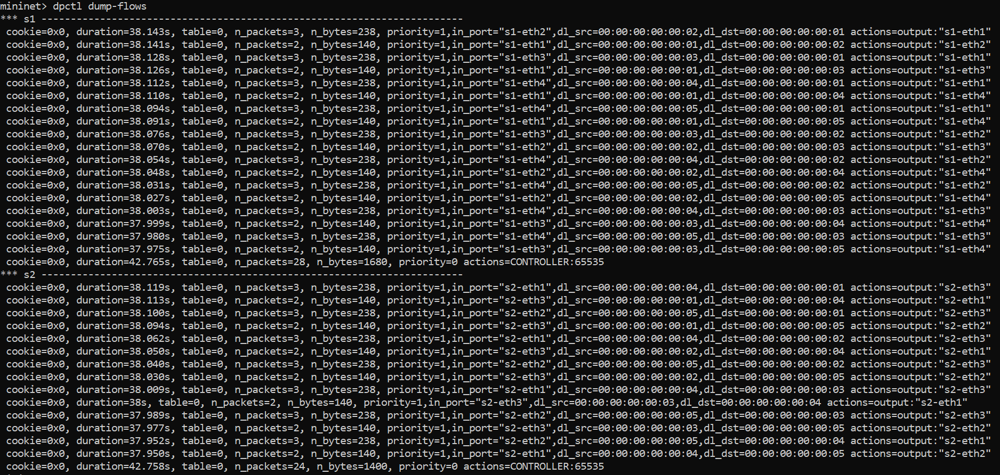 mininet> dpctl dump-flows
*** s1 ------------------------------------------------------------------------
 cookie=0x0, duration=38.143s, table=0, n_packets=3, n_bytes=238, priority=1,in_port="s1-eth2",dl_src=00:00:00:00:00:02,dl_dst=00:00:00:00:00:01 actions=output:"s1-eth1"
 cookie=0x0, duration=38.141s, table=0, n_packets=2, n_bytes=140, priority=1,in_port="s1-eth1",dl_src=00:00:00:00:00:01,dl_dst=00:00:00:00:00:02 actions=output:"s1-eth2"
 cookie=0x0, duration=38.128s, table=0, n_packets=3, n_bytes=238, priority=1,in_port="s1-eth3",dl_src=00:00:00:00:00:03,dl_dst=00:00:00:00:00:01 actions=output:"s1-eth1"
 cookie=0x0, duration=38.126s, table=0, n_packets=2, n_bytes=140, priority=1,in_port="s1-eth1",dl_src=00:00:00:00:00:01,dl_dst=00:00:00:00:00:03 actions=output:"s1-eth3"
 cookie=0x0, duration=38.112s, table=0, n_packets=3, n_bytes=238, priority=1,in_port="s1-eth4",dl_src=00:00:00:00:00:04,dl_dst=00:00:00:00:00:01 actions=output:"s1-eth1"
 cookie=0x0, duration=38.110s, table=0, n_packets=2, n_bytes=140, priority=1,in_port="s1-eth1",dl_src=00:00:00:00:00:01,dl_dst=00:00:00:00:00:04 actions=output:"s1-eth4"
 cookie=0x0, duration=38.094s, table=0, n_packets=3, n_bytes=238, priority=1,in_port="s1-eth4",dl_src=00:00:00:00:00:05,dl_dst=00:00:00:00:00:01 actions=output:"s1-eth1"
 cookie=0x0, duration=38.091s, table=0, n_packets=2, n_bytes=140, priority=1,in_port="s1-eth1",dl_src=00:00:00:00:00:01,dl_dst=00:00:00:00:00:05 actions=output:"s1-eth4"
 cookie=0x0, duration=38.076s, table=0, n_packets=3, n_bytes=238, priority=1,in_port="s1-eth3",dl_src=00:00:00:00:00:03,dl_dst=00:00:00:00:00:02 actions=output:"s1-eth2"
 cookie=0x0, duration=38.070s, table=0, n_packets=2, n_bytes=140, priority=1,in_port="s1-eth2",dl_src=00:00:00:00:00:02,dl_dst=00:00:00:00:00:03 actions=output:"s1-eth3"
 cookie=0x0, duration=38.054s, table=0, n_packets=3, n_bytes=238, priority=1,in_port="s1-eth4",dl_src=00:00:00:00:00:04,dl_dst=00:00:00:00:00:02 actions=output:"s1-eth2"
 cookie=0x0, duration=38.048s, table=0, n_packets=2, n_bytes=140, priority=1,in_port="s1-eth2",dl_src=00:00:00:00:00:02,dl_dst=00:00:00:00:00:04 actions=output:"s1-eth4"
 cookie=0x0, duration=38.031s, table=0, n_packets=3, n_bytes=238, priority=1,in_port="s1-eth4",dl_src=00:00:00:00:00:05,dl_dst=00:00:00:00:00:02 actions=output:"s1-eth2"
 cookie=0x0, duration=38.027s, table=0, n_packets=2, n_bytes=140, priority=1,in_port="s1-eth2",dl_src=00:00:00:00:00:02,dl_dst=00:00:00:00:00:05 actions=output:"s1-eth4"
 cookie=0x0, duration=38.003s, table=0, n_packets=3, n_bytes=238, priority=1,in_port="s1-eth4",dl_src=00:00:00:00:00:04,dl_dst=00:00:00:00:00:03 actions=output:"s1-eth3"
 cookie=0x0, duration=37.999s, table=0, n_packets=2, n_bytes=140, priority=1,in_port="s1-eth3",dl_src=00:00:00:00:00:03,dl_dst=00:00:00:00:00:04 actions=output:"s1-eth4"
 cookie=0x0, duration=37.980s, table=0, n_packets=3, n_bytes=238, priority=1,in_port="s1-eth4",dl_src=00:00:00:00:00:05,dl_dst=00:00:00:00:00:03 actions=output:"s1-eth3"
 cookie=0x0, duration=37.975s, table=0, n_packets=2, n_bytes=140, priority=1,in_port="s1-eth3",dl_src=00:00:00:00:00:03,dl_dst=00:00:00:00:00:05 actions=output:"s1-eth4"
 cookie=0x0, duration=42.765s, table=0, n_packets=28, n_bytes=1680, priority=0 actions=CONTROLLER:65535
*** s2 ------------------------------------------------------------------------
 cookie=0x0, duration=38.119s, table=0, n_packets=3, n_bytes=238, priority=1,in_port="s2-eth1",dl_src=00:00:00:00:00:04,dl_dst=00:00:00:00:00:01 actions=output:"s2-eth3"
 cookie=0x0, duration=38.113s, table=0, n_packets=2, n_bytes=140, priority=1,in_port="s2-eth3",dl_src=00:00:00:00:00:01,dl_dst=00:00:00:00:00:04 actions=output:"s2-eth1"
 cookie=0x0, duration=38.100s, table=0, n_packets=3, n_bytes=238, priority=1,in_port="s2-eth2",dl_src=00:00:00:00:00:05,dl_dst=00:00:00:00:00:01 actions=output:"s2-eth3"
 cookie=0x0, duration=38.094s, table=0, n_packets=2, n_bytes=140, priority=1,in_port="s2-eth3",dl_src=00:00:00:00:00:01,dl_dst=00:00:00:00:00:05 actions=output:"s2-eth2"
 cookie=0x0, duration=38.062s, table=0, n_packets=3, n_bytes=238, priority=1,in_port="s2-eth1",dl_src=00:00:00:00:00:04,dl_dst=00:00:00:00:00:02 actions=output:"s2-eth3"
 cookie=0x0, duration=38.050s, table=0, n_packets=2, n_bytes=140, priority=1,in_port="s2-eth3",dl_src=00:00:00:00:00:02,dl_dst=00:00:00:00:00:04 actions=output:"s2-eth1"
 cookie=0x0, duration=38.040s, table=0, n_packets=3, n_bytes=238, priority=1,in_port="s2-eth2",dl_src=00:00:00:00:00:05,dl_dst=00:00:00:00:00:02 actions=output:"s2-eth3"
 cookie=0x0, duration=38.030s, table=0, n_packets=2, n_bytes=140, priority=1,in_port="s2-eth3",dl_src=00:00:00:00:00:02,dl_dst=00:00:00:00:00:05 actions=output:"s2-eth2"
 cookie=0x0, duration=38.009s, table=0, n_packets=3, n_bytes=238, priority=1,in_port="s2-eth1",dl_src=00:00:00:00:00:04,dl_dst=00:00:00:00:00:03 actions=output:"s2-eth3"
 cookie=0x0, duration=38s, table=0, n_packets=2, n_bytes=140, priority=1,in_port="s2-eth3",dl_src=00:00:00:00:00:03,dl_dst=00:00:00:00:00:04 actions=output:"s2-eth1"
 cookie=0x0, duration=37.989s, table=0, n_packets=3, n_bytes=238, priority=1,in_port="s2-eth2",dl_src=00:00:00:00:00:05,dl_dst=00:00:00:00:00:03 actions=output:"s2-eth3"
 cookie=0x0, duration=37.977s, table=0, n_packets=2, n_bytes=140, priority=1,in_port="s2-eth3",dl_src=00:00:00:00:00:03,dl_dst=00:00:00:00:00:05 actions=output:"s2-eth2"
 cookie=0x0, duration=37.952s, table=0, n_packets=3, n_bytes=238, priority=1,in_port="s2-eth2",dl_src=00:00:00:00:00:05,dl_dst=00:00:00:00:00:04 actions=output:"s2-eth1"
 cookie=0x0, duration=37.950s, table=0, n_packets=2, n_bytes=140, priority=1,in_port="s2-eth1",dl_src=00:00:00:00:00:04,dl_dst=00:00:00:00:00:05 actions=output:"s2-eth2"
 cookie=0x0, duration=42.758s, table=0, n_packets=24, n_bytes=1400, priority=0 actions=CONTROLLER:65535